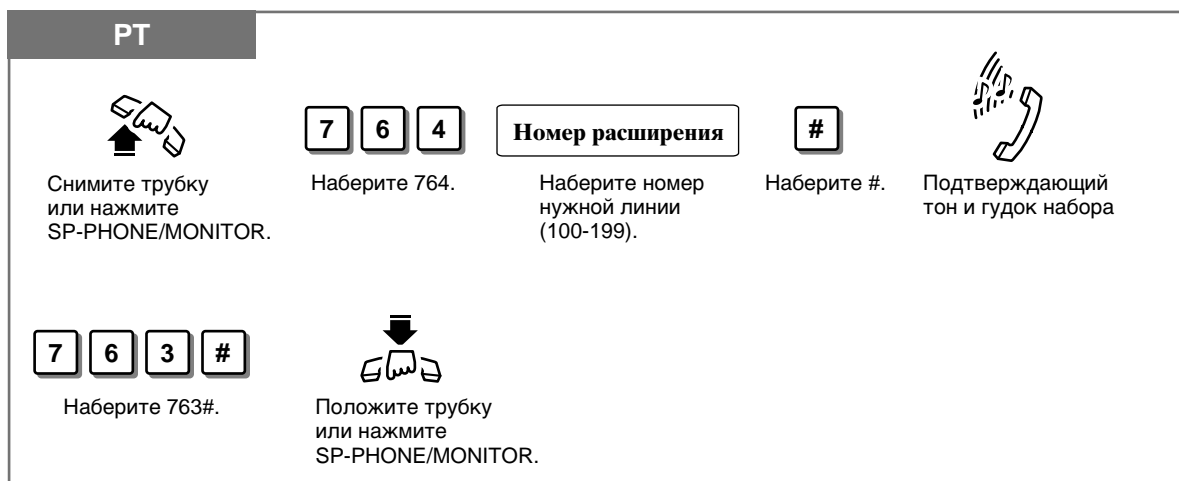 PT
7 6 4
Номер расширения
#
Снимите трубку
или нажмите
SP-PHONE/MONITOR.
Наберите 764.
Наберите номер
нужной линии
(100-199).
Наберите #.
Подтверждающий
тон и гудок набора
7 6 3 #
Наберите 763#.
Положите трубку
или нажмите
SP-PHONE/MONITOR.